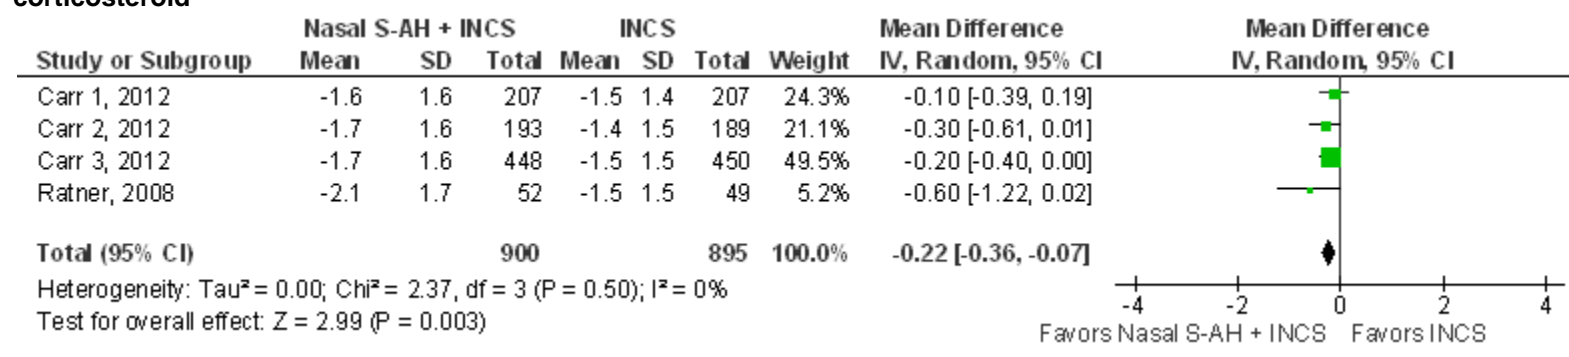 corticosteroid
Nasal S-AH + INCS INCS Mean Difference Mean Difference
Study or Subgroup Mean SD Total Mean SD Total Weight IV, Random, 95% CI IV, Random, 95% CI
Carr 1, 2012 -1.6 1.6 207 -1.5 1.4 207 24.3% -0.10 [-0.39, 0.19]
Carr 2, 2012 -1.7 1.6 193 -1.4 1.5 189 21.1% -0.30 [-0.61, 0.01]
Carr 3, 2012 -1.7 1.6 448 -1.5 1.5 450 49.5% -0.20 [-0.40, 0.00]
Ratner, 2008 -2.1 1.7 52 -1.5 1.5 49 5.2% -0.60 [-1.22, 0.02]
Total (95% CI) 900 895 100.0% -0.22 [-0.36, -0.07]
Heterogeneity: Tau² = 0.00; Chi² = 2.37, df = 3 (P = 0.50); I² = 0%
Test for overall effect: Z = 2.99 (P = 0.003)
-4 -2 0 2 4
Favors Nasal S-AH + INCS Favors INCS